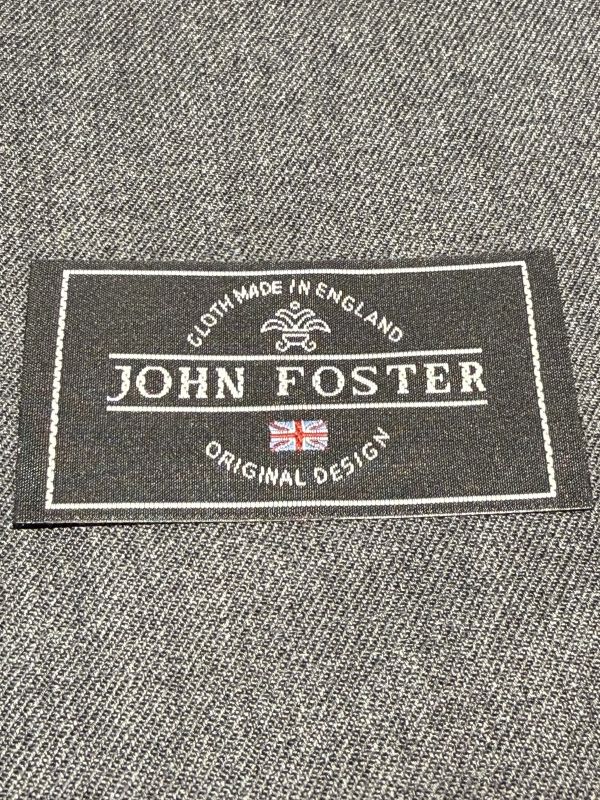 CLOTH MADE IN ENGLAND
JOHN FOSTER
ORIGINAL DESIGN